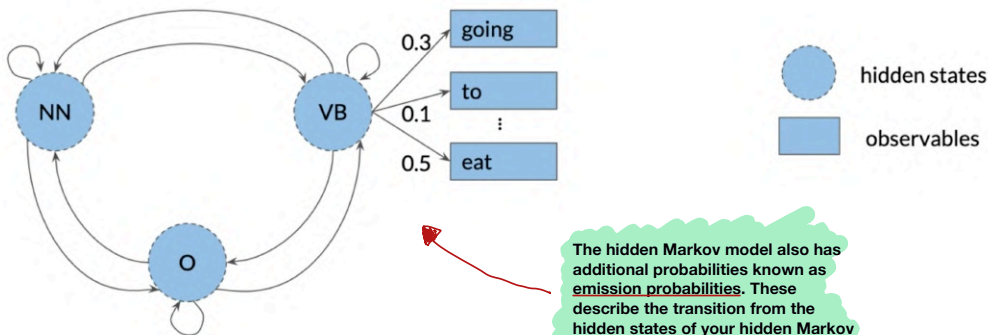 going
0.3
hidden states
NN
VB
to
0.1
⋮
observables
0.5
eat
O
The hidden Markov model also has
additional probabilities known as
emission probabilities. These
describe the transition from the
hidden states of your hidden Markov